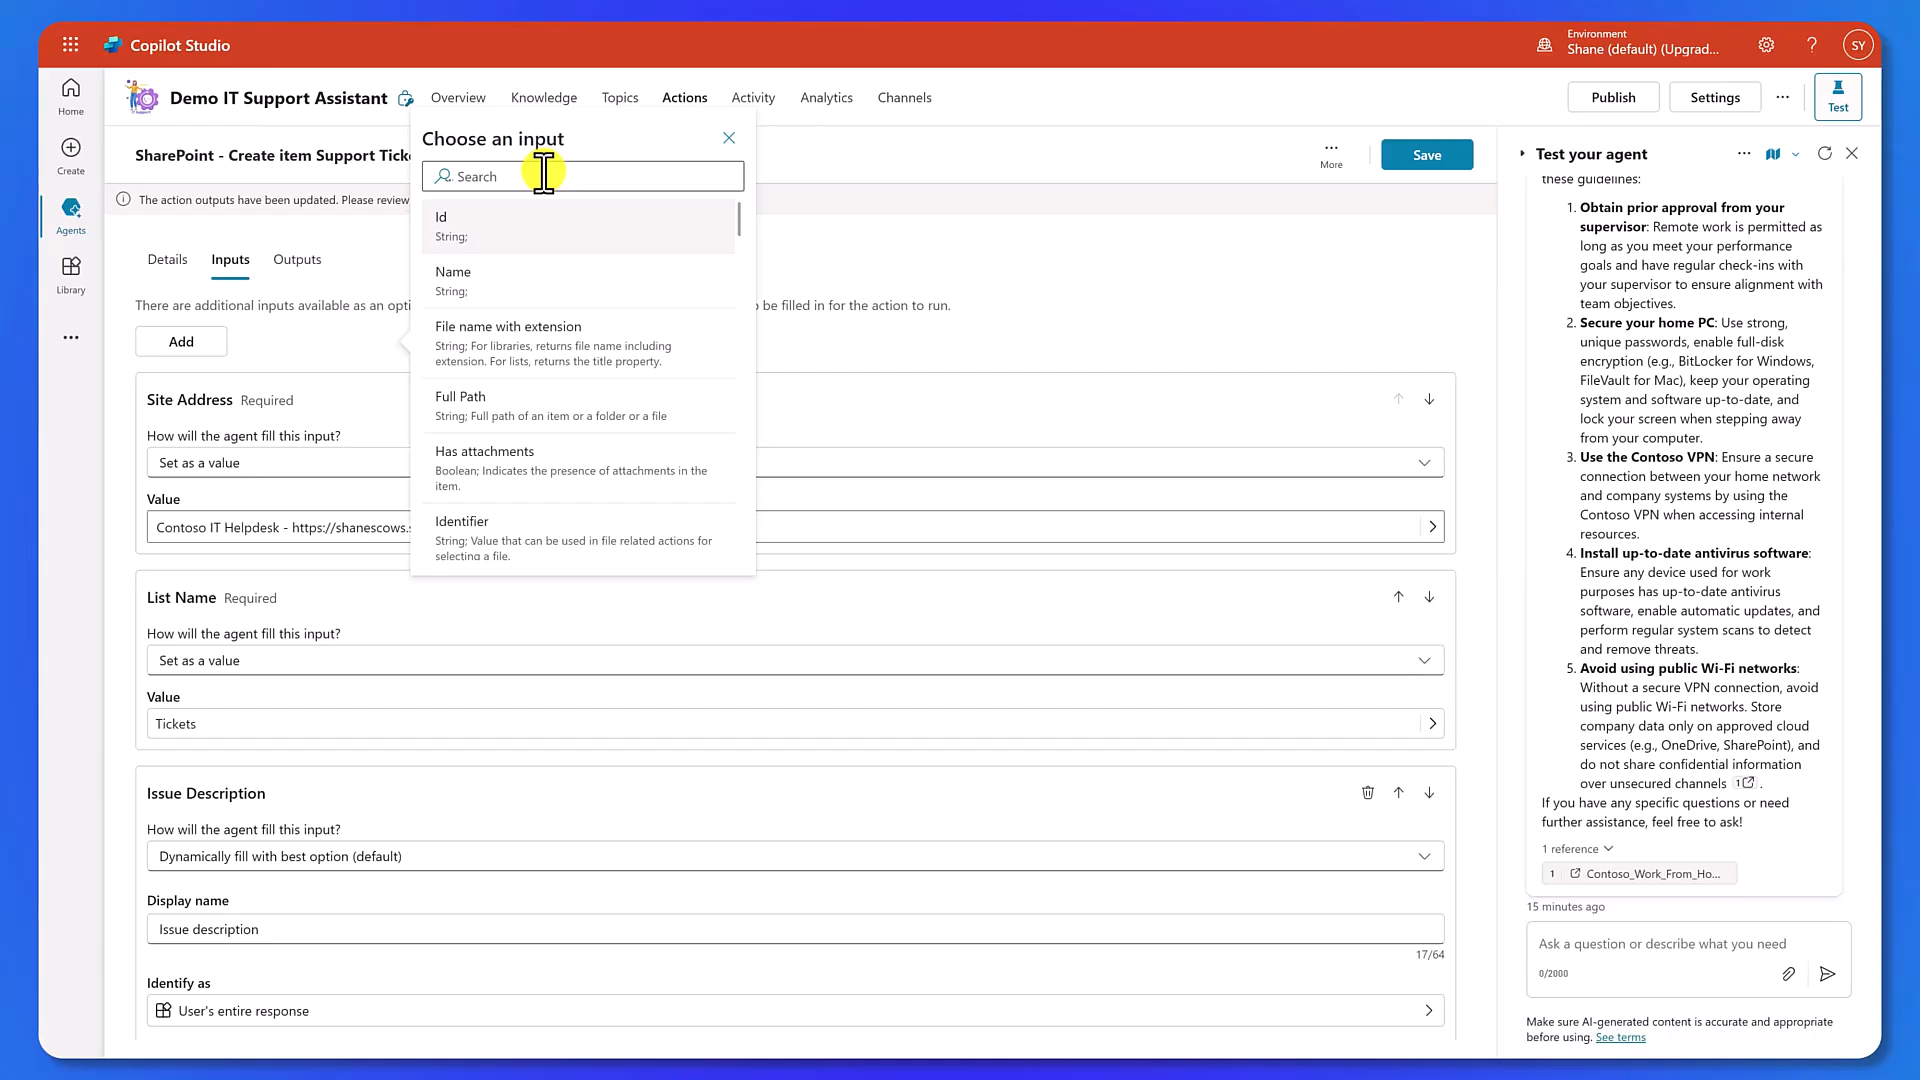 Copilot Studio
Environment
Shane (default) (Upgrad...
SY
Home
Create
Agents
Library
Demo IT Support Assistant
Overview
Knowledge
Topics
Actions
Activity
Analytics
Channels
Publish
Settings
Test
SharePoint - Create item Support Ticke
More
Save
The action outputs have been updated. Please review
Details
Inputs
Outputs
There are additional inputs available as an opti
be filled in for the action to run.
Add
Choose an input
Search
Id
String;
Name
String;
File name with extension
String; For libraries, returns file name including
extension. For lists, returns the title property.
Full Path
String; Full path of an item or a folder or a file
Has attachments
Boolean; Indicates the presence of attachments in the
item.
Identifier
String; Value that can be used in file related actions for
selecting a file.
Site Address Required
How will the agent fill this input?
Set as a value
Value
Contoso IT Helpdesk - https://shanescows.s
List Name Required
How will the agent fill this input?
Set as a value
Value
Tickets
Issue Description
How will the agent fill this input?
Dynamically fill with best option (default)
Display name
Issue description
17/64
Identify as
User's entire response
Test your agent
these guidelines:
1. Obtain prior approval from your
supervisor: Remote work is permitted as
long as you meet your performance
goals and have regular check-ins with
your supervisor to ensure alignment with
team objectives.
2. Secure your home PC: Use strong,
unique passwords, enable full-disk
encryption (e.g., BitLocker for Windows,
FileVault for Mac), keep your operating
system and software up-to-date, and
lock your screen when stepping away
from your computer.
3. Use the Contoso VPN: Ensure a secure
connection between your home network
and company systems by using the
Contoso VPN when accessing internal
resources.
4. Install up-to-date antivirus software:
Ensure any device used for work
purposes has up-to-date antivirus
software, enable automatic updates, and
perform regular system scans to detect
and remove threats.
5. Avoid using public Wi-Fi networks:
Without a secure VPN connection, avoid
using public Wi-Fi networks. Store
company data only on approved cloud
services (e.g., OneDrive, SharePoint), and
do not share confidential information
over unsecured channels 1.
If you have any specific questions or need
further assistance, feel free to ask!
1 reference
1 Contoso_Work_From_Ho...
15 minutes ago
Ask a question or describe what you need
0/2000
Make sure AI-generated content is accurate and appropriate
before using. See terms